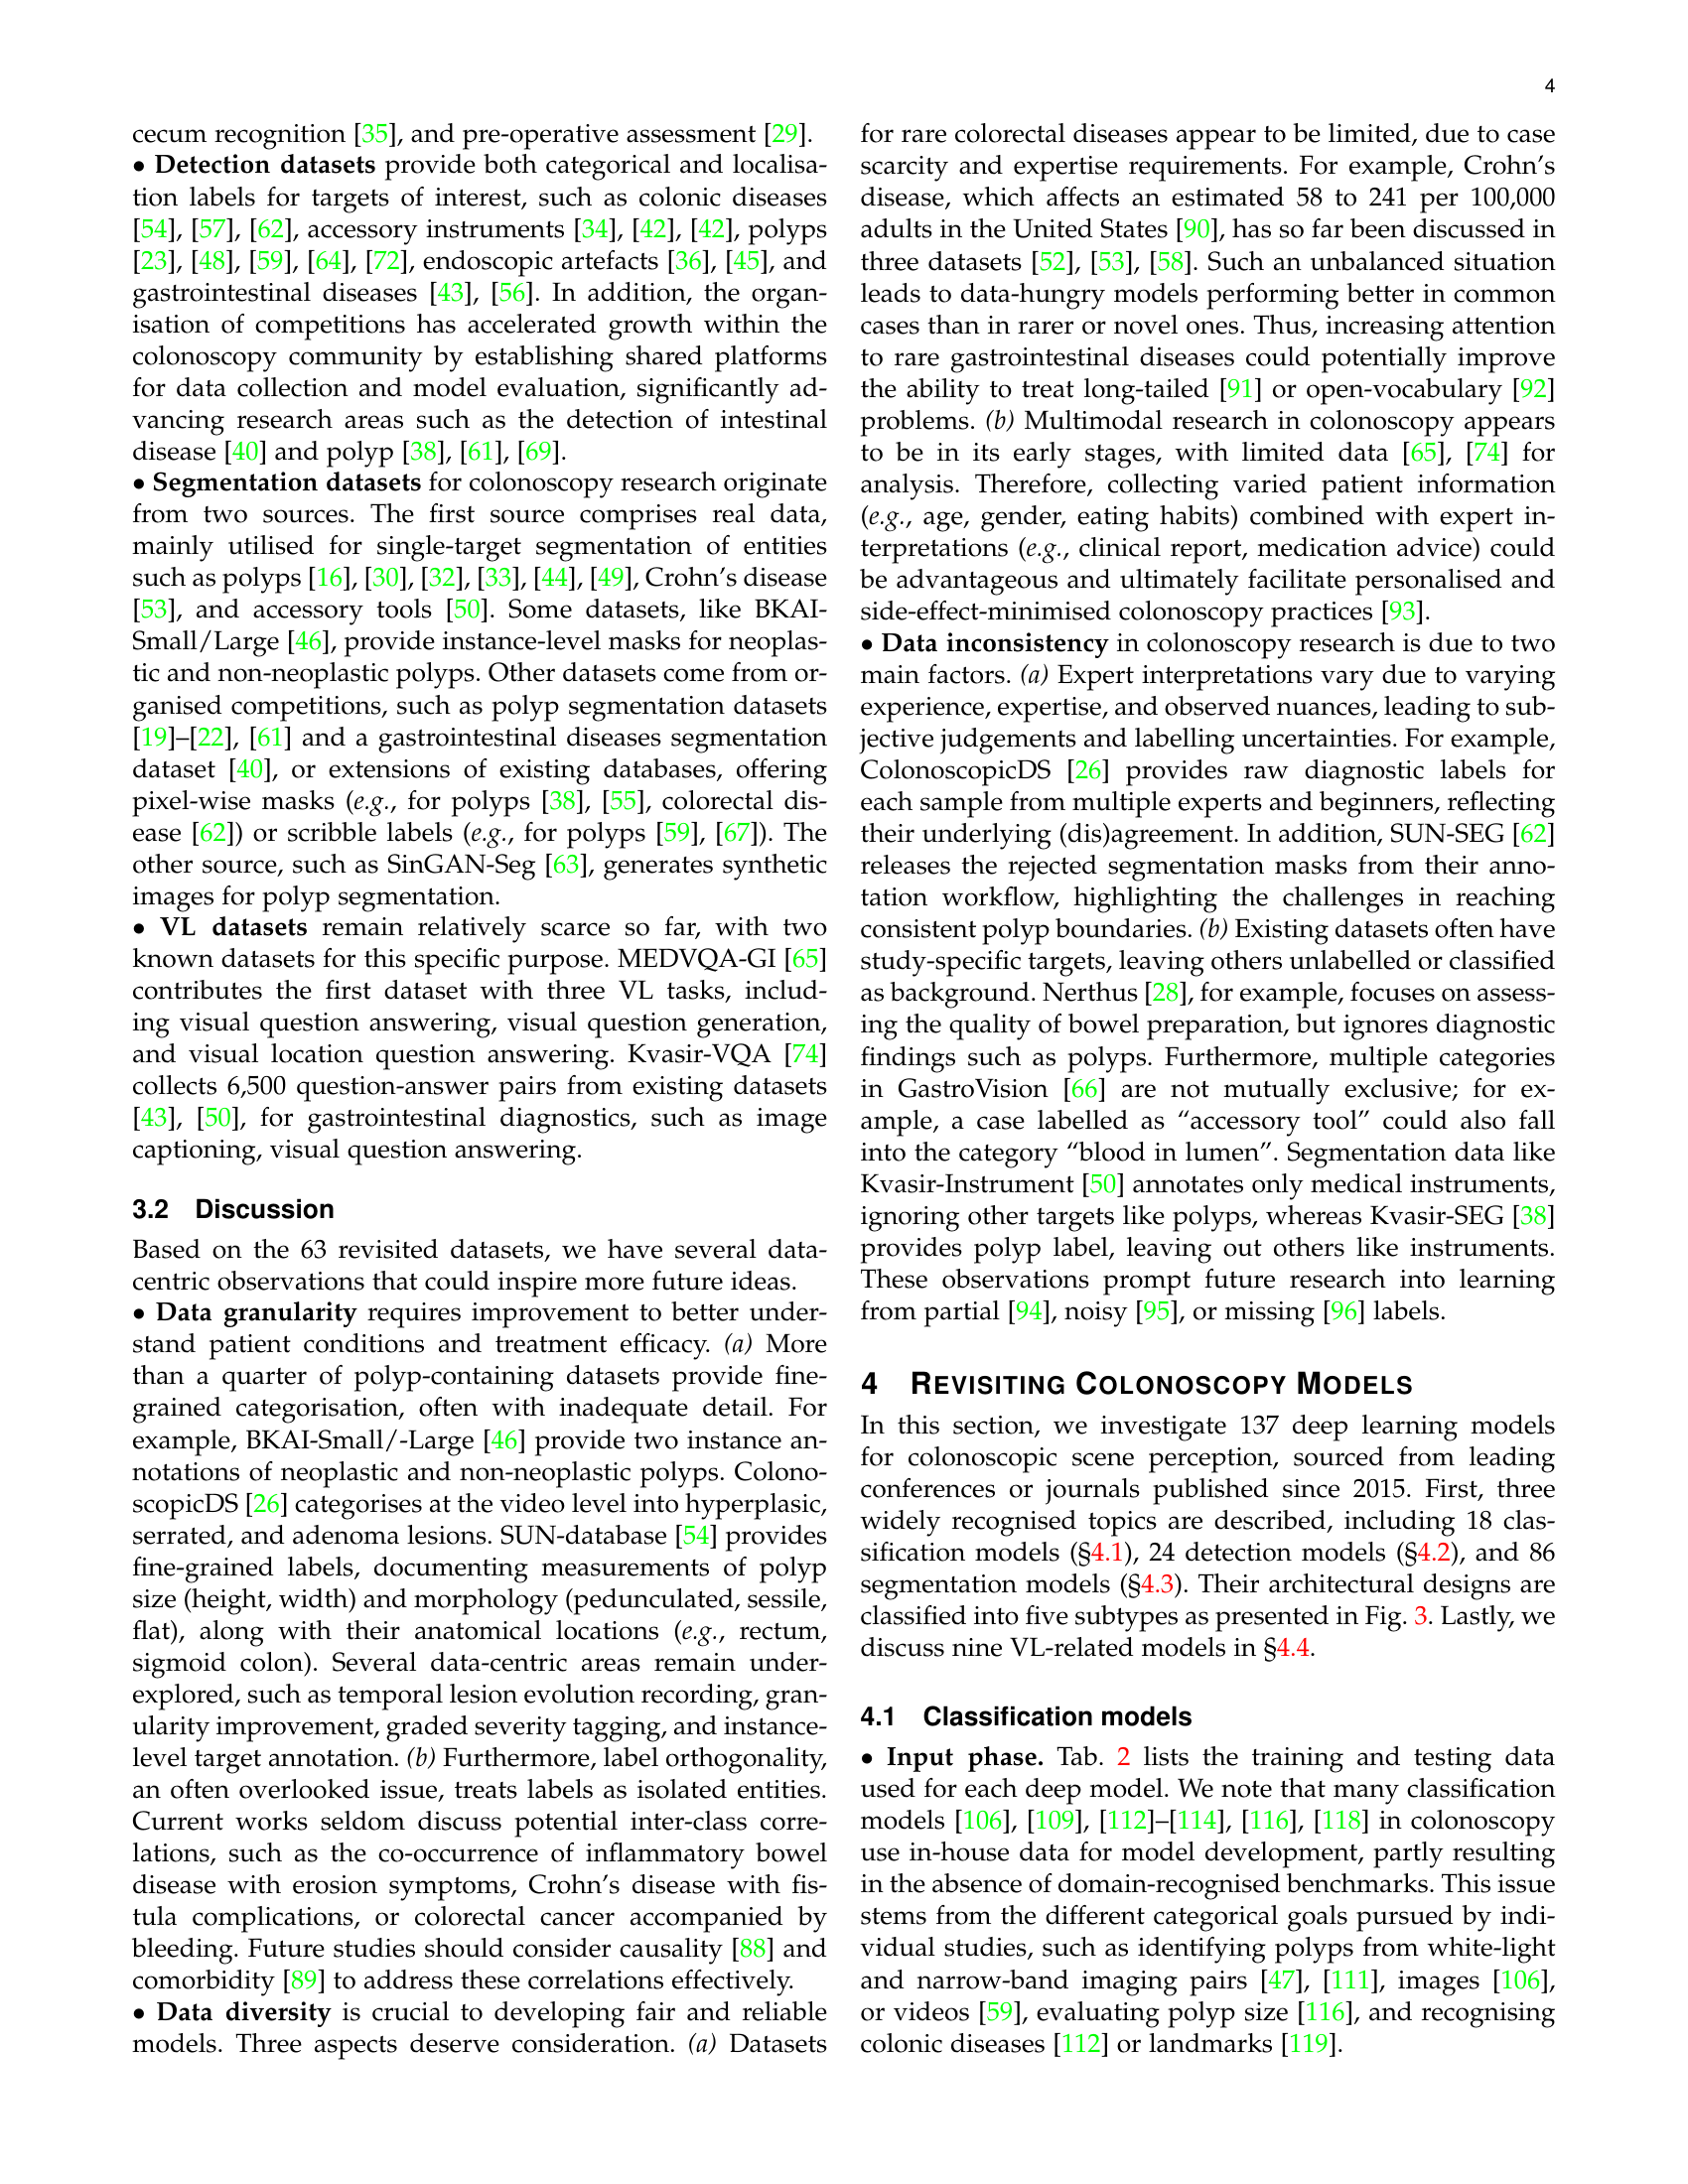 4
cecum recognition [35], and pre-operative assessment [29].
• Detection datasets provide both categorical and localisa-
tion labels for targets of interest, such as colonic diseases
[54], [57], [62], accessory instruments [34], [42], [42], polyps
[23], [48], [59], [64], [72], endoscopic artefacts [36], [45], and
gastrointestinal diseases [43], [56]. In addition, the organ-
isation of competitions has accelerated growth within the
colonoscopy community by establishing shared platforms
for data collection and model evaluation, significantly ad-
vancing research areas such as the detection of intestinal
disease [40] and polyp [38], [61], [69].
• Segmentation datasets for colonoscopy research originate
from two sources. The first source comprises real data,
mainly utilised for single-target segmentation of entities
such as polyps [16], [30], [32], [33], [44], [49], Crohn's disease
[53], and accessory tools [50]. Some datasets, like BKAI-
Small/Large [46], provide instance-level masks for neoplas-
tic and non-neoplastic polyps. Other datasets come from or-
ganised competitions, such as polyp segmentation datasets
[19]–[22], [61] and a gastrointestinal diseases segmentation
dataset [40], or extensions of existing databases, offering
pixel-wise masks (e.g., for polyps [38], [55], colorectal dis-
ease [62]) or scribble labels (e.g., for polyps [59], [67]). The
other source, such as SinGAN-Seg [63], generates synthetic
images for polyp segmentation.
• VL datasets remain relatively scarce so far, with two
known datasets for this specific purpose. MEDVQA-GI [65]
contributes the first dataset with three VL tasks, includ-
ing visual question answering, visual question generation,
and visual location question answering. Kvasir-VQA [74]
collects 6,500 question-answer pairs from existing datasets
[43], [50], for gastrointestinal diagnostics, such as image
captioning, visual question answering.
3.2 Discussion
Based on the 63 revisited datasets, we have several data-
centric observations that could inspire more future ideas.
• Data granularity requires improvement to better under-
stand patient conditions and treatment efficacy. (a) More
than a quarter of polyp-containing datasets provide fine-
grained categorisation, often with inadequate detail. For
example, BKAI-Small/-Large [46] provide two instance an-
notations of neoplastic and non-neoplastic polyps. Colono-
scopicDS [26] categorises at the video level into hyperplasic,
serrated, and adenoma lesions. SUN-database [54] provides
fine-grained labels, documenting measurements of polyp
size (height, width) and morphology (pedunculated, sessile,
flat), along with their anatomical locations (e.g., rectum,
sigmoid colon). Several data-centric areas remain under-
explored, such as temporal lesion evolution recording, gran-
ularity improvement, graded severity tagging, and instance-
level target annotation. (b) Furthermore, label orthogonality,
an often overlooked issue, treats labels as isolated entities.
Current works seldom discuss potential inter-class corre-
lations, such as the co-occurrence of inflammatory bowel
disease with erosion symptoms, Crohn's disease with fis-
tula complications, or colorectal cancer accompanied by
bleeding. Future studies should consider causality [88] and
comorbidity [89] to address these correlations effectively.
• Data diversity is crucial to developing fair and reliable
models. Three aspects deserve consideration. (a) Datasets
for rare colorectal diseases appear to be limited, due to case
scarcity and expertise requirements. For example, Crohn's
disease, which affects an estimated 58 to 241 per 100,000
adults in the United States [90], has so far been discussed in
three datasets [52], [53], [58]. Such an unbalanced situation
leads to data-hungry models performing better in common
cases than in rarer or novel ones. Thus, increasing attention
to rare gastrointestinal diseases could potentially improve
the ability to treat long-tailed [91] or open-vocabulary [92]
problems. (b) Multimodal research in colonoscopy appears
to be in its early stages, with limited data [65], [74] for
analysis. Therefore, collecting varied patient information
(e.g., age, gender, eating habits) combined with expert in-
terpretations (e.g., clinical report, medication advice) could
be advantageous and ultimately facilitate personalised and
side-effect-minimised colonoscopy practices [93].
• Data inconsistency in colonoscopy research is due to two
main factors. (a) Expert interpretations vary due to varying
experience, expertise, and observed nuances, leading to sub-
jective judgements and labelling uncertainties. For example,
ColonoscopicDS [26] provides raw diagnostic labels for
each sample from multiple experts and beginners, reflecting
their underlying (dis)agreement. In addition, SUN-SEG [62]
releases the rejected segmentation masks from their anno-
tation workflow, highlighting the challenges in reaching
consistent polyp boundaries. (b) Existing datasets often have
study-specific targets, leaving others unlabelled or classified
as background. Nerthus [28], for example, focuses on assess-
ing the quality of bowel preparation, but ignores diagnostic
findings such as polyps. Furthermore, multiple categories
in GastroVision [66] are not mutually exclusive; for ex-
ample, a case labelled as “accessory tool” could also fall
into the category “blood in lumen”. Segmentation data like
Kvasir-Instrument [50] annotates only medical instruments,
ignoring other targets like polyps, whereas Kvasir-SEG [38]
provides polyp label, leaving out others like instruments.
These observations prompt future research into learning
from partial [94], noisy [95], or missing [96] labels.
4 REVISITING COLONOSCOPY MODELS
In this section, we investigate 137 deep learning models
for colonoscopic scene perception, sourced from leading
conferences or journals published since 2015. First, three
widely recognised topics are described, including 18 clas-
sification models (§4.1), 24 detection models (§4.2), and 86
segmentation models (§4.3). Their architectural designs are
classified into five subtypes as presented in Fig. 3. Lastly, we
discuss nine VL-related models in §4.4.
4.1 Classification models
• Input phase. Tab. 2 lists the training and testing data
used for each deep model. We note that many classification
models [106], [109], [112]–[114], [116], [118] in colonoscopy
use in-house data for model development, partly resulting
in the absence of domain-recognised benchmarks. This issue
stems from the different categorical goals pursued by indi-
vidual studies, such as identifying polyps from white-light
and narrow-band imaging pairs [47], [111], images [106],
or videos [59], evaluating polyp size [116], and recognising
colonic diseases [112] or landmarks [119].